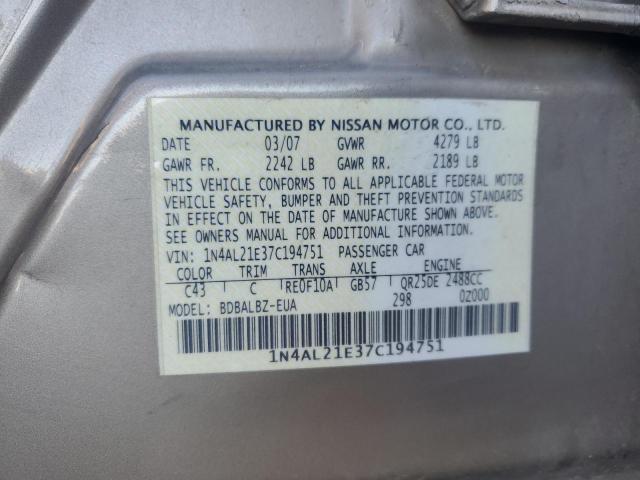 MANUFACTURED BY NISSAN MOTOR CO., LTD.
DATE 03/07 GVWR 4279 LB
GAWR FR. 2242 LB GAWR RR. 2189 LB
THIS VEHICLE CONFORMS TO ALL APPLICABLE FEDERAL MOTOR
VEHICLE SAFETY, BUMPER AND THEFT PREVENTION STANDARDS
IN EFFECT ON THE DATE OF MANUFACTURE SHOWN ABOVE.
SEE OWNERS MANUAL FOR ADDITIONAL INFORMATION.
VIN: 1N4AL21E37C194751 PASSENGER CAR
COLOR TRIM TRANS AXLE ENGINE
C43 C RE0F10A GB57 QR25DE 2488CC
MODEL: BDBALBZ-EUA 298 0Z000
1N4AL21E37C194751